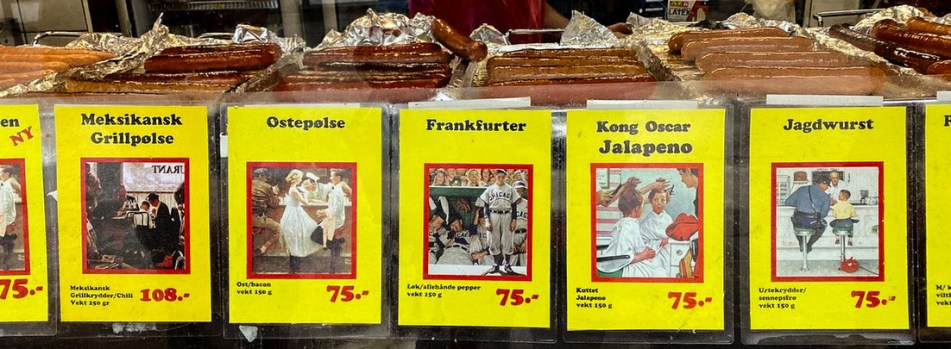 en
NY
75.-
Meksikansk
Grillpølse
Meksikansk
Grillkrydder/Chili
Vekt 150 gr
108.-
Ostepølse
Ost/bacon
vekt 150 g
75.-
Frankfurter
CHICAGO
Løk/allehånde pepper
vekt 150 g
75.-
Kong Oscar
Jalapeno
Kuttet
Jalapeno
vekt 150 g
75.-
Jagdwurst
Urtekrydder/
sennepsfrø
vekt 150 g
75.-